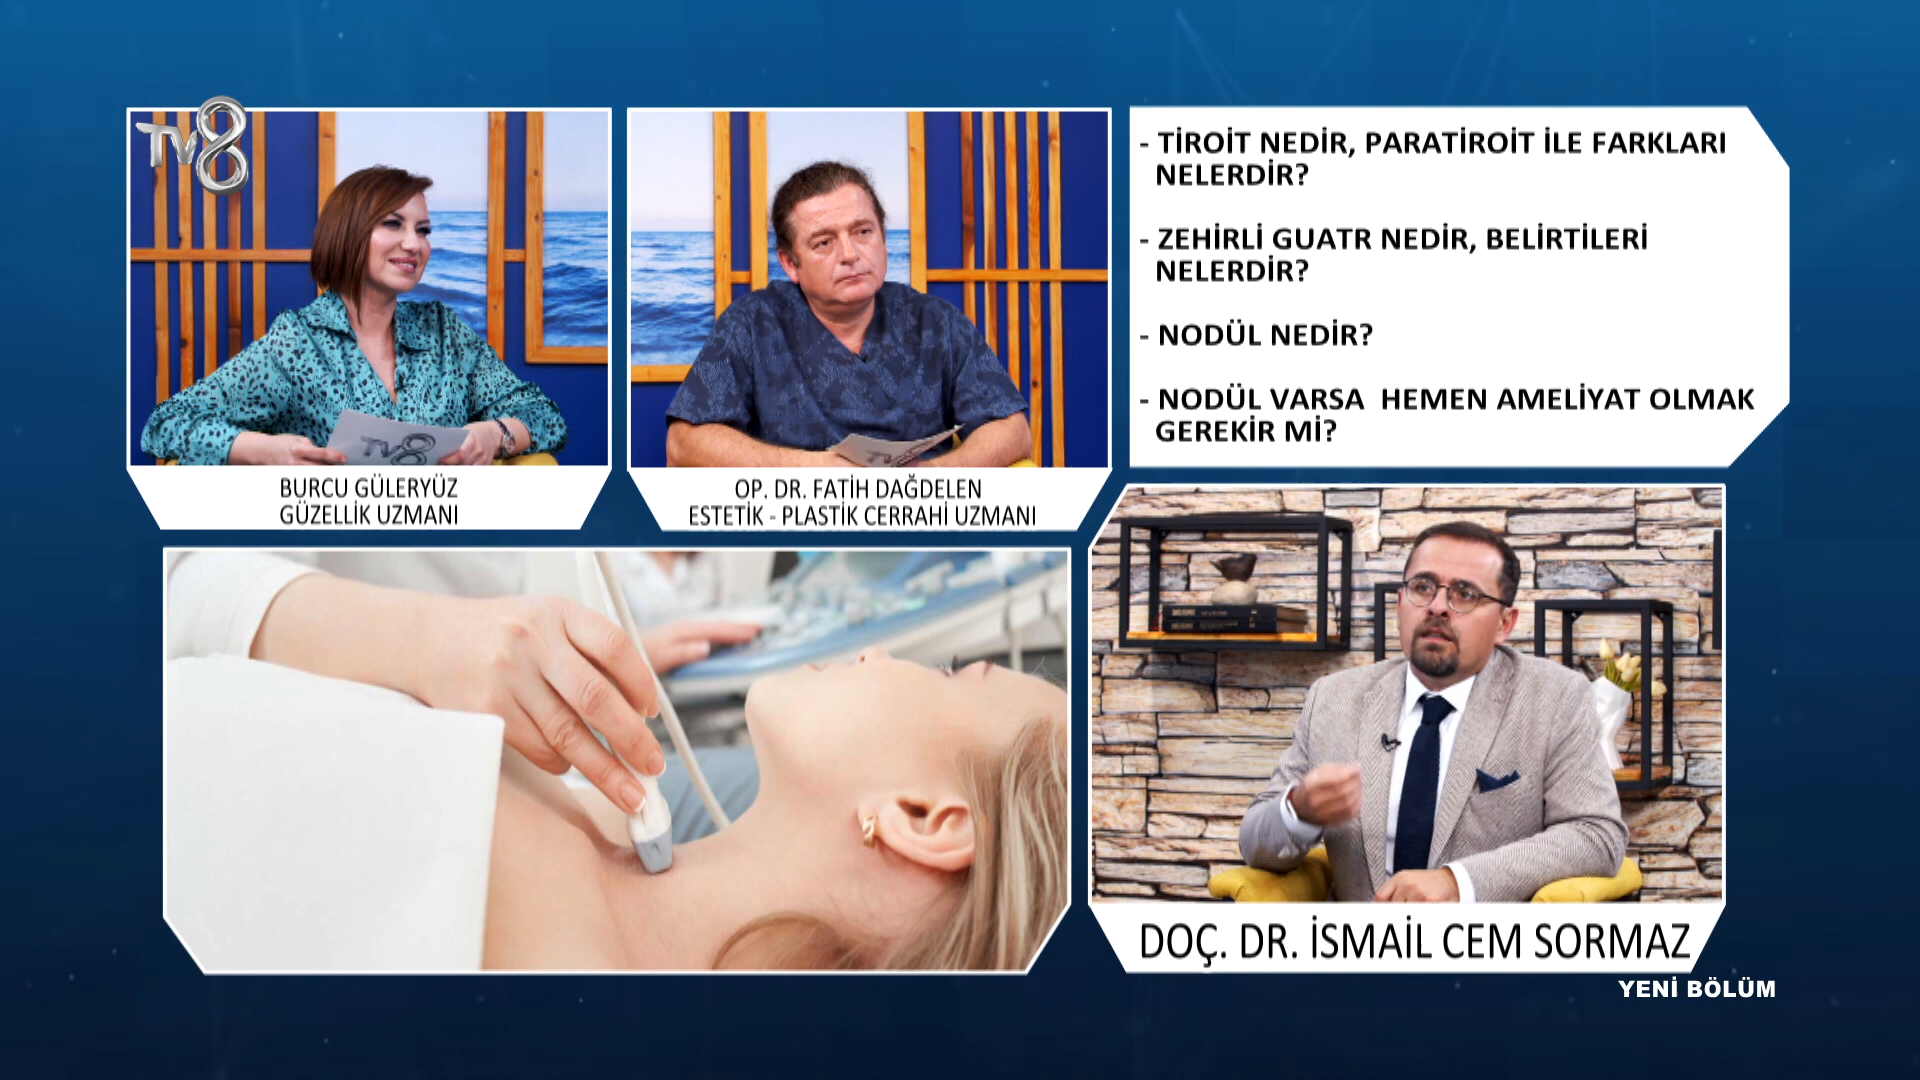 TV8
BURCU GÜLERYÜZ
GÜZELLİK UZMANI
TV8
OP. DR. FATİH DAĞDELEN
ESTETİK - PLASTİK CERRAHİ UZMANI
- TİROİT NEDİR, PARATİROİT İLE FARKLARI
NELERDİR?
- ZEHİRLİ GUATR NEDİR, BELİRTİLERİ
NELERDİR?
- NODÜL NEDİR?
- NODÜL VARSA HEMEN AMELİYAT OLMAK
GEREKİR Mİ?
DOÇ. DR. İSMAİL CEM SORMAZ
YENİ BÖLÜM